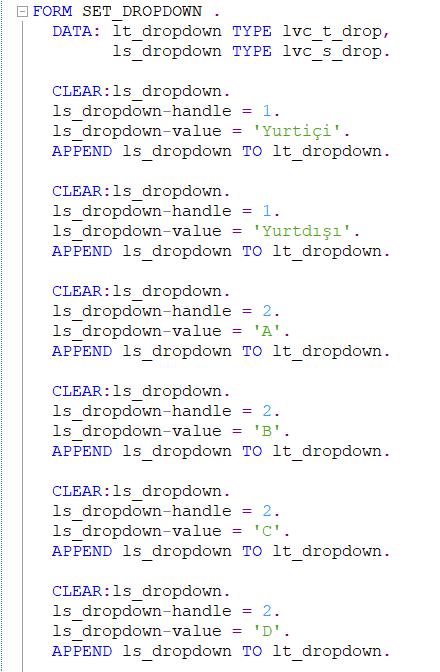 FORM SET_DROPDOWN .
DATA: lt_dropdown TYPE lvc_t_drop,
ls_dropdown TYPE lvc_s_drop.
CLEAR:ls_dropdown.
ls_dropdown-handle = 1.
ls_dropdown-value = 'Yurtiçi'.
APPEND ls_dropdown TO lt_dropdown.
CLEAR:ls_dropdown.
ls_dropdown-handle = 1.
ls_dropdown-value = 'Yurtdışı'.
APPEND ls_dropdown TO lt_dropdown.
CLEAR:ls_dropdown.
ls_dropdown-handle = 2.
ls_dropdown-value = 'A'.
APPEND ls_dropdown TO lt_dropdown.
CLEAR:ls_dropdown.
ls_dropdown-handle = 2.
ls_dropdown-value = 'B'.
APPEND ls_dropdown TO lt_dropdown.
CLEAR:ls_dropdown.
ls_dropdown-handle = 2.
ls_dropdown-value = 'C'.
APPEND ls_dropdown TO lt_dropdown.
CLEAR:ls_dropdown.
ls_dropdown-handle = 2.
ls_dropdown-value = 'D'.
APPEND ls_dropdown TO lt_dropdown.